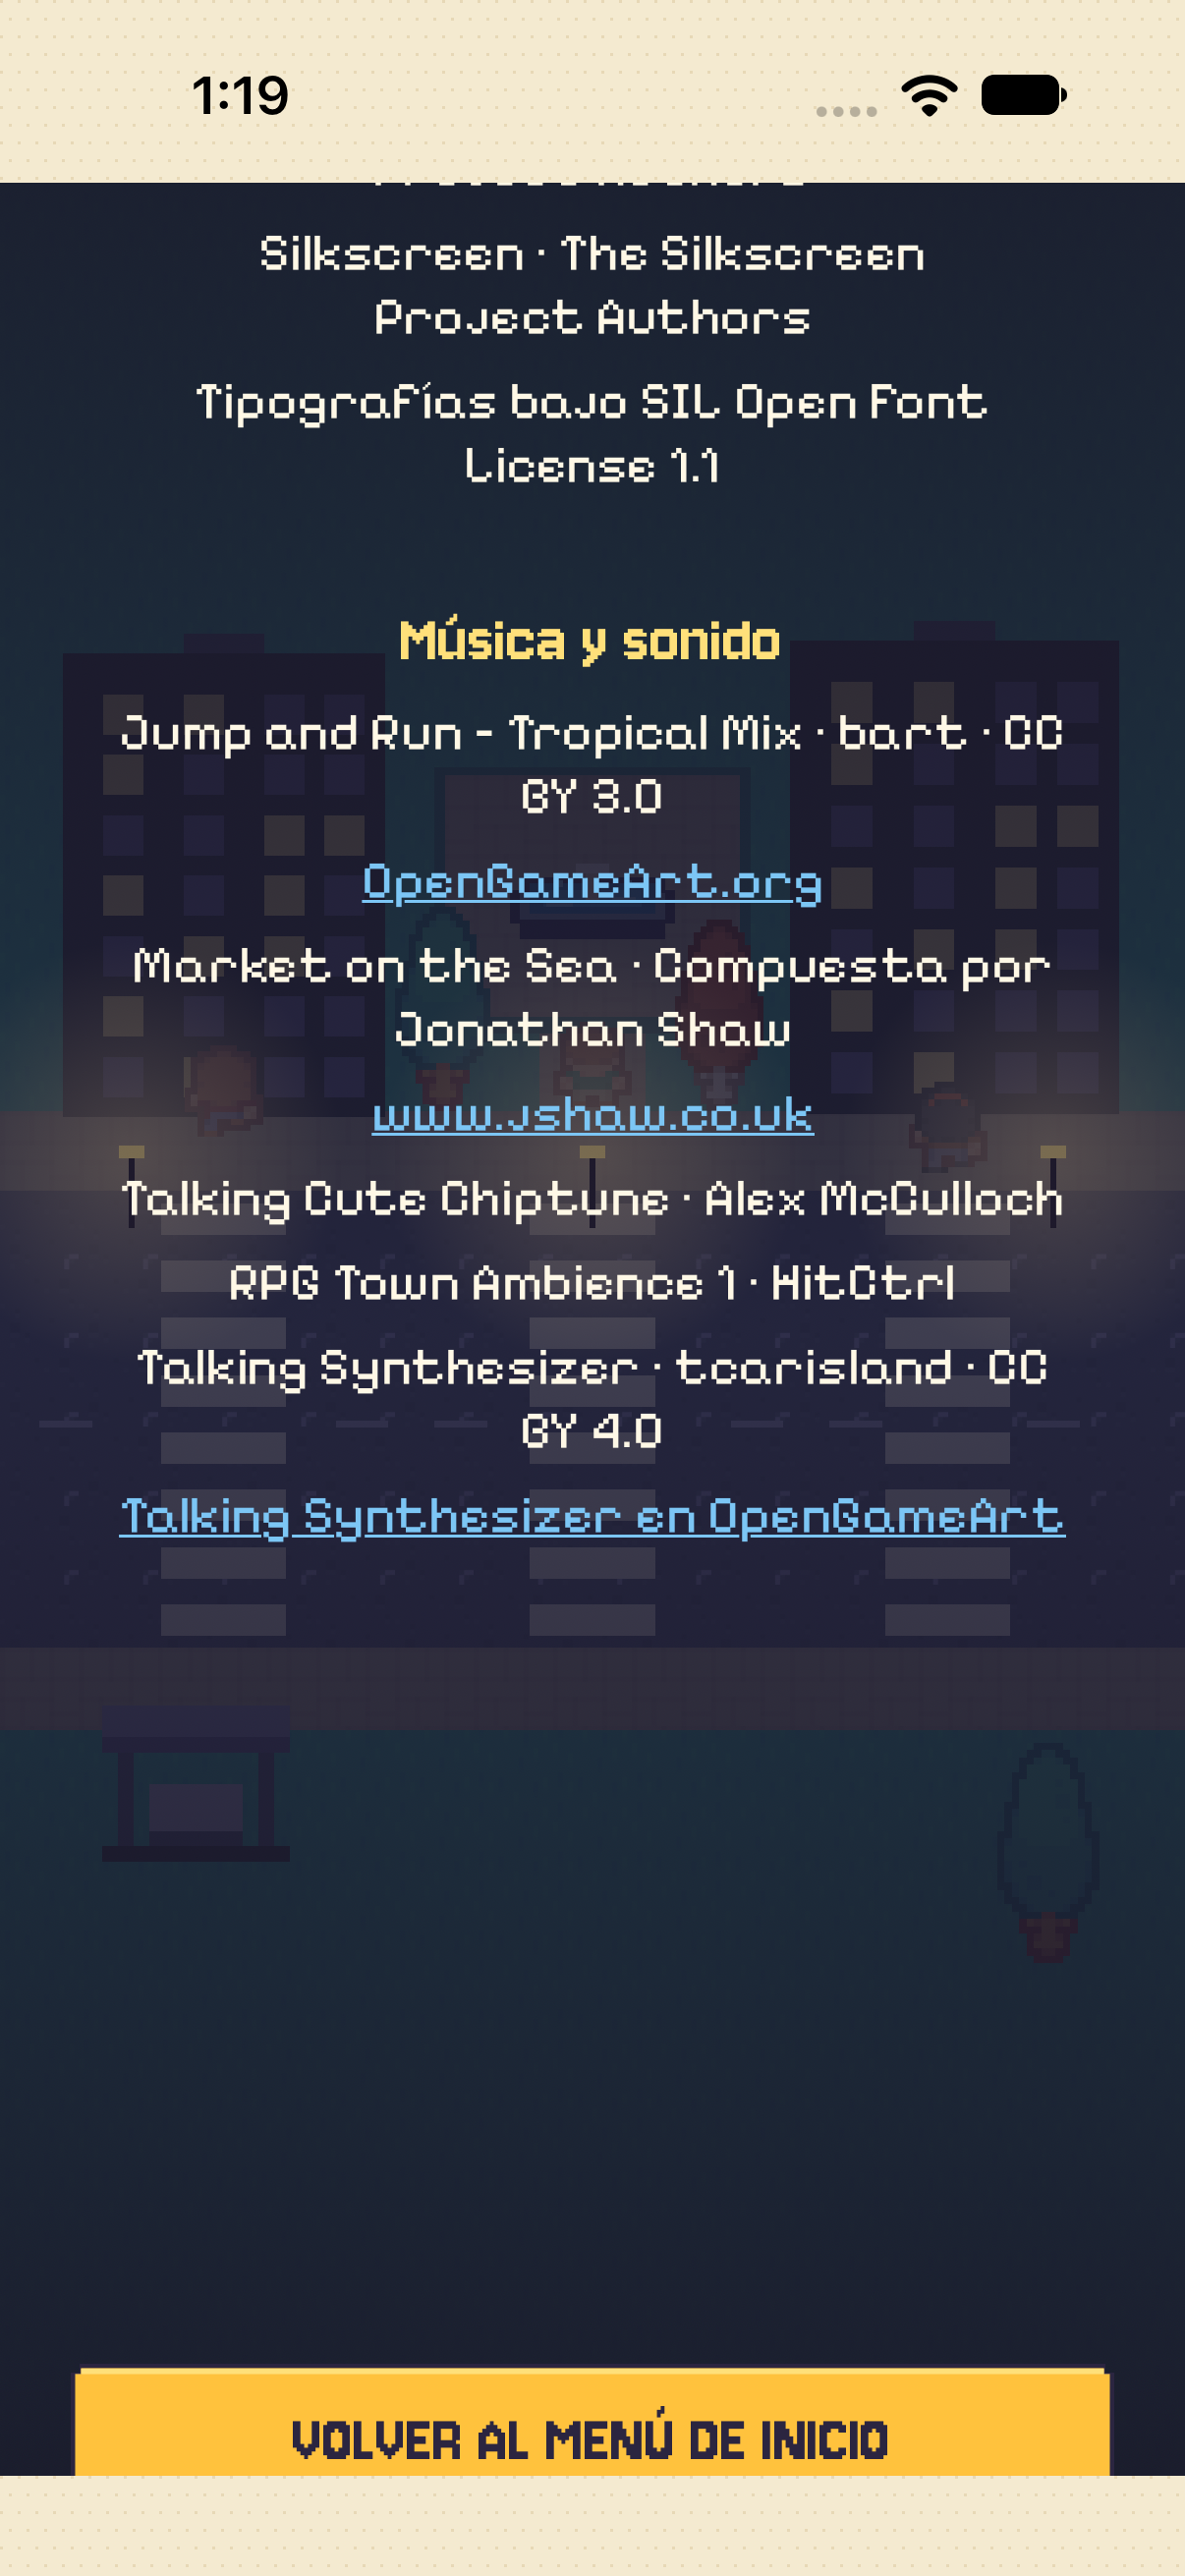 1:19
Silkscreen · The Silkscreen
Project Authors
Tipografías bajo SIL Open Font
License 1.1
Música y sonido
Jump and Run - Tropical Mix · bart · CC
BY 3.0
OpenGameArt.org
Market on the Sea · Compuesta por
Jonathan Shaw
www.jshaw.co.uk
Talking Cute Chiptune · Alex McCulloch
RPG Town Ambience 1 · HitCtrl
Talking Synthesizer · tcarisland · CC
BY 4.0
Talking Synthesizer en OpenGameArt
VOLVER AL MENÚ DE INICIO